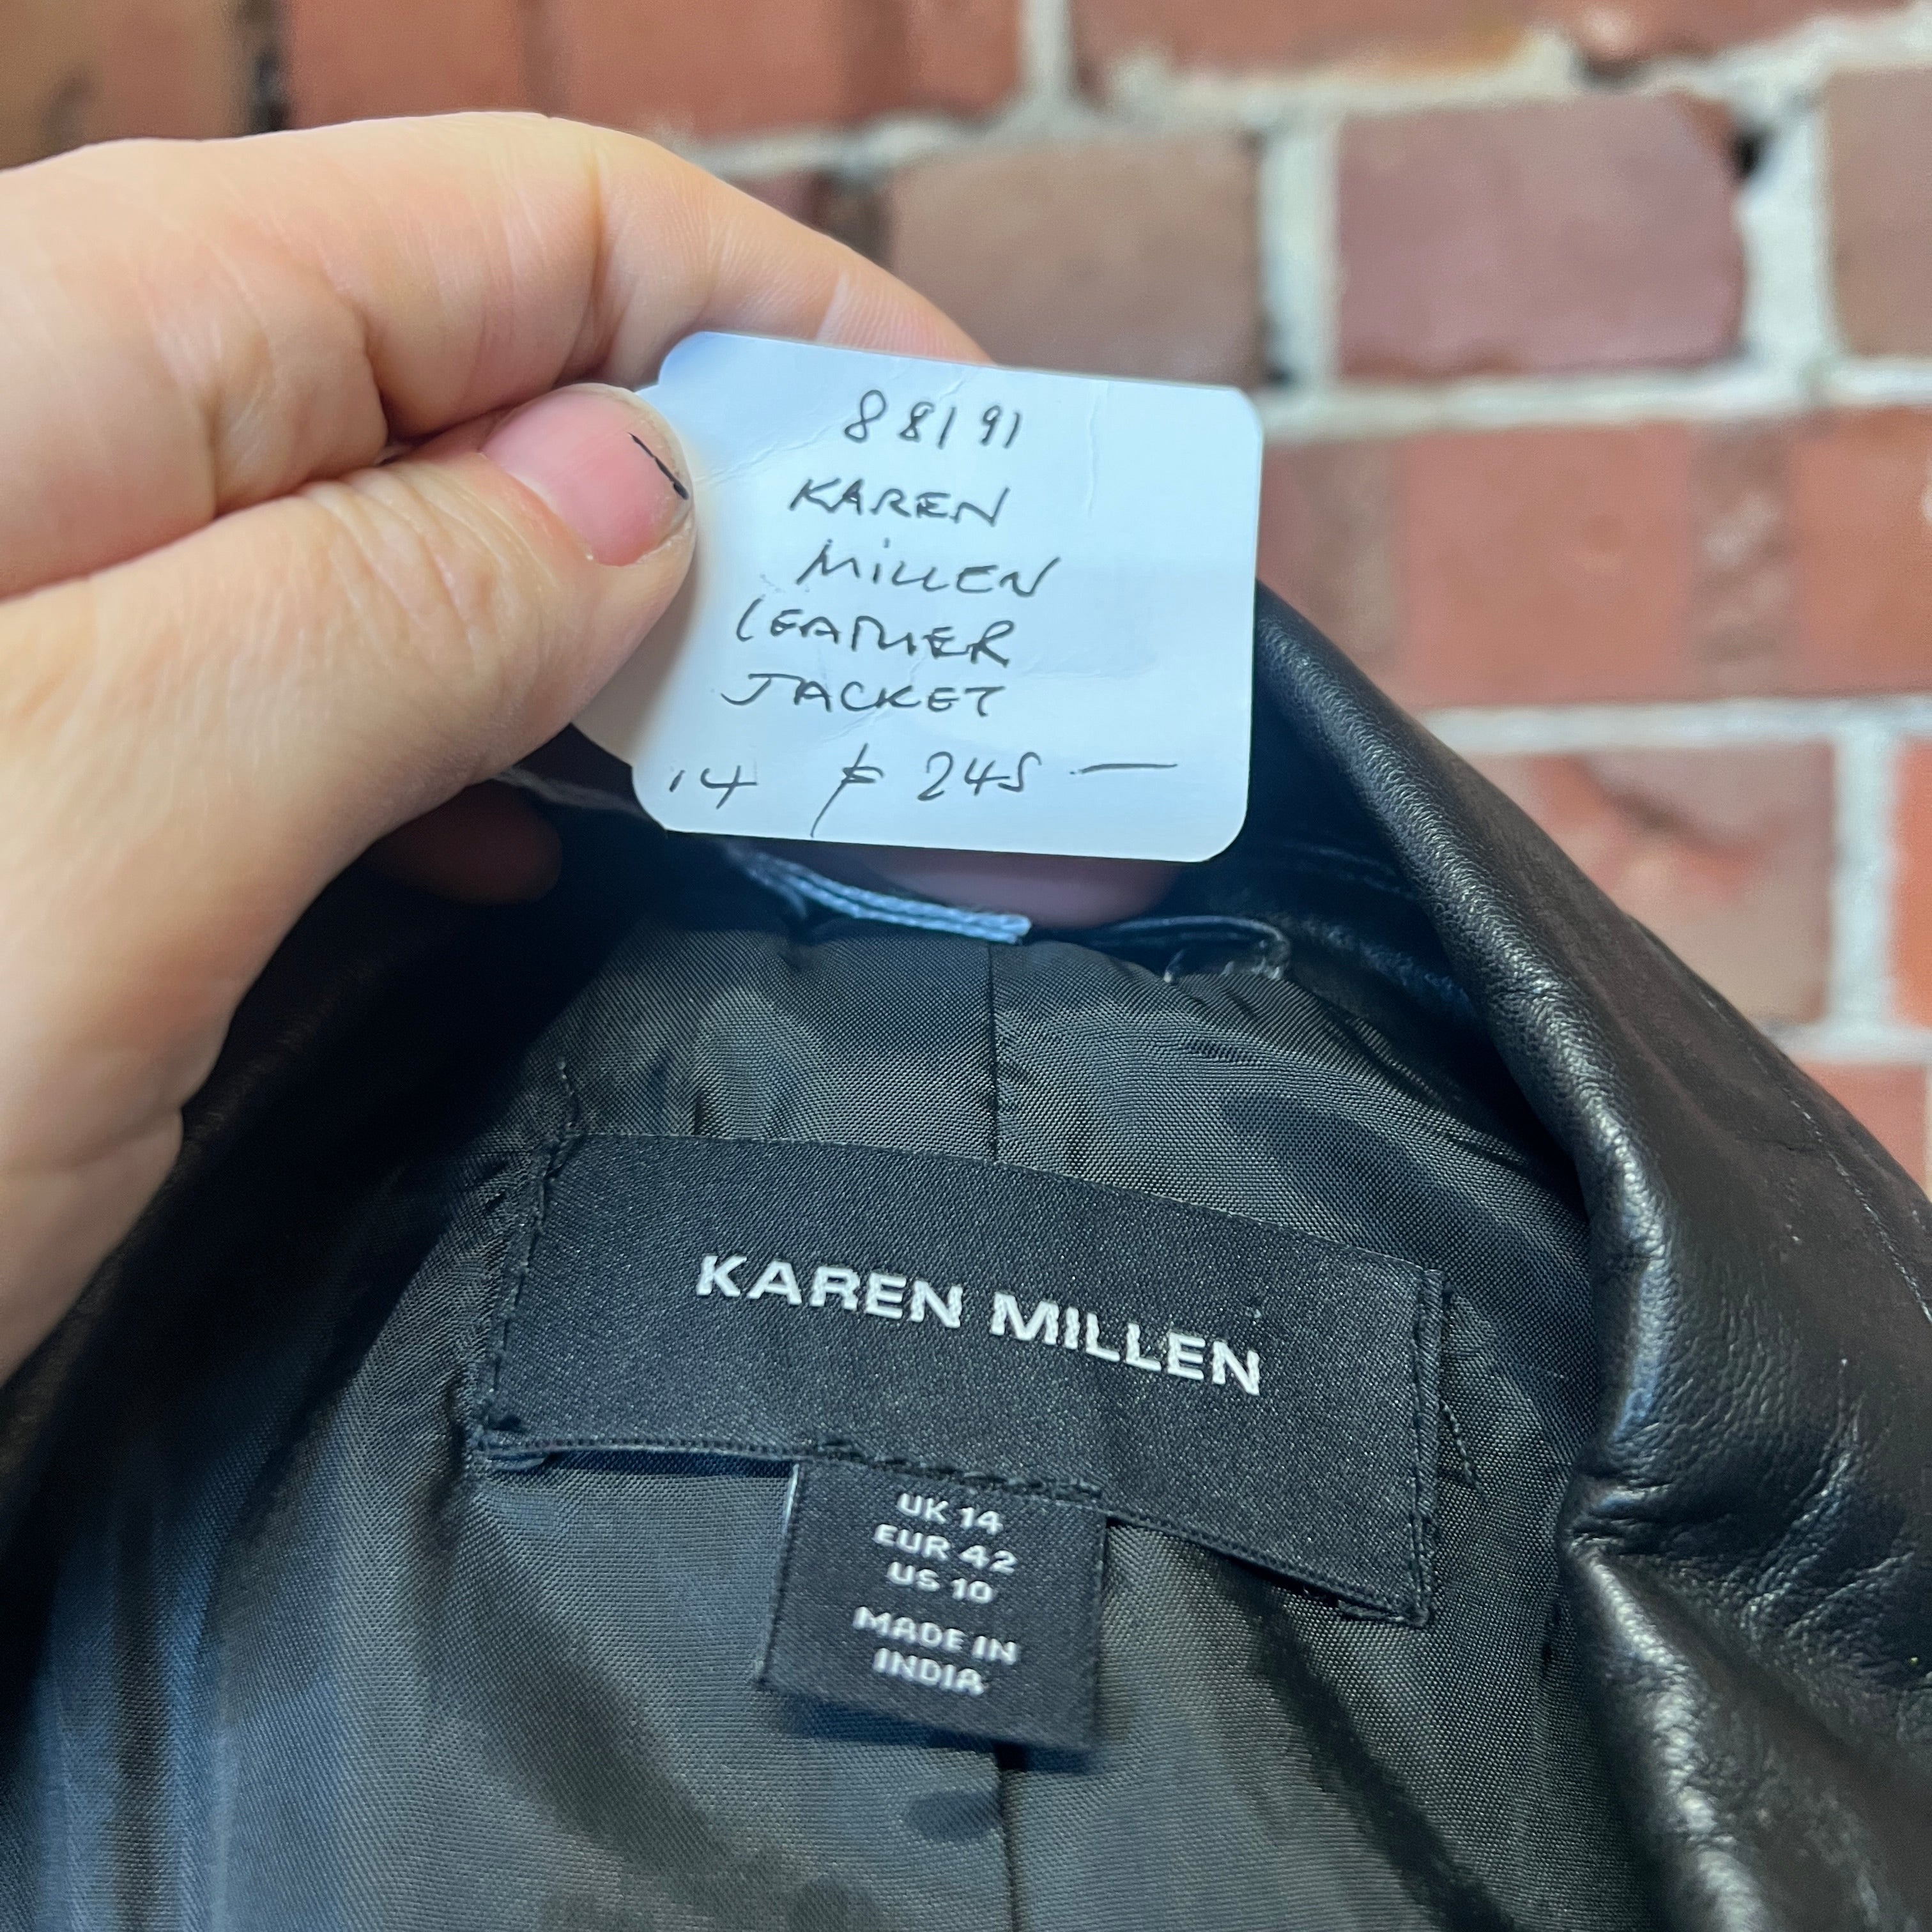 88191
KAREN
MILLEN
LEATHER
JACKET
14 $ 245 —
KAREN MILLEN
UK 14
EUR 42
US 10
MADE IN
INDIA